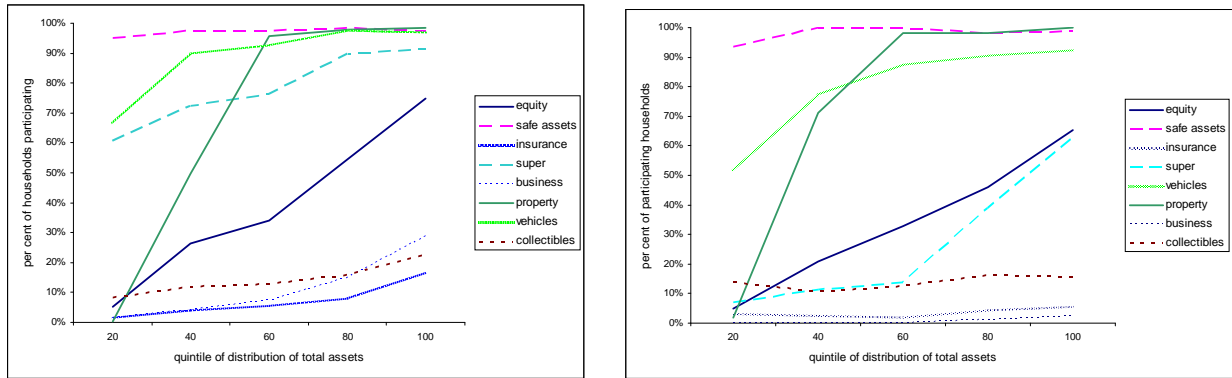 per cent of households participating
100%
90%
80%
70%
60%
50%
40%
30%
20%
10%
0%
20 40 60 80 100
quintile of distribution of total assets
equity
safe assets
insurance
super
business
property
vehicles
collectibles
per cent of participating households
100%
90%
80%
70%
60%
50%
40%
30%
20%
10%
0%
20 40 60 80 100
quintile of distribution of total assets
equity
safe assets
insurance
super
vehicles
property
business
collectibles